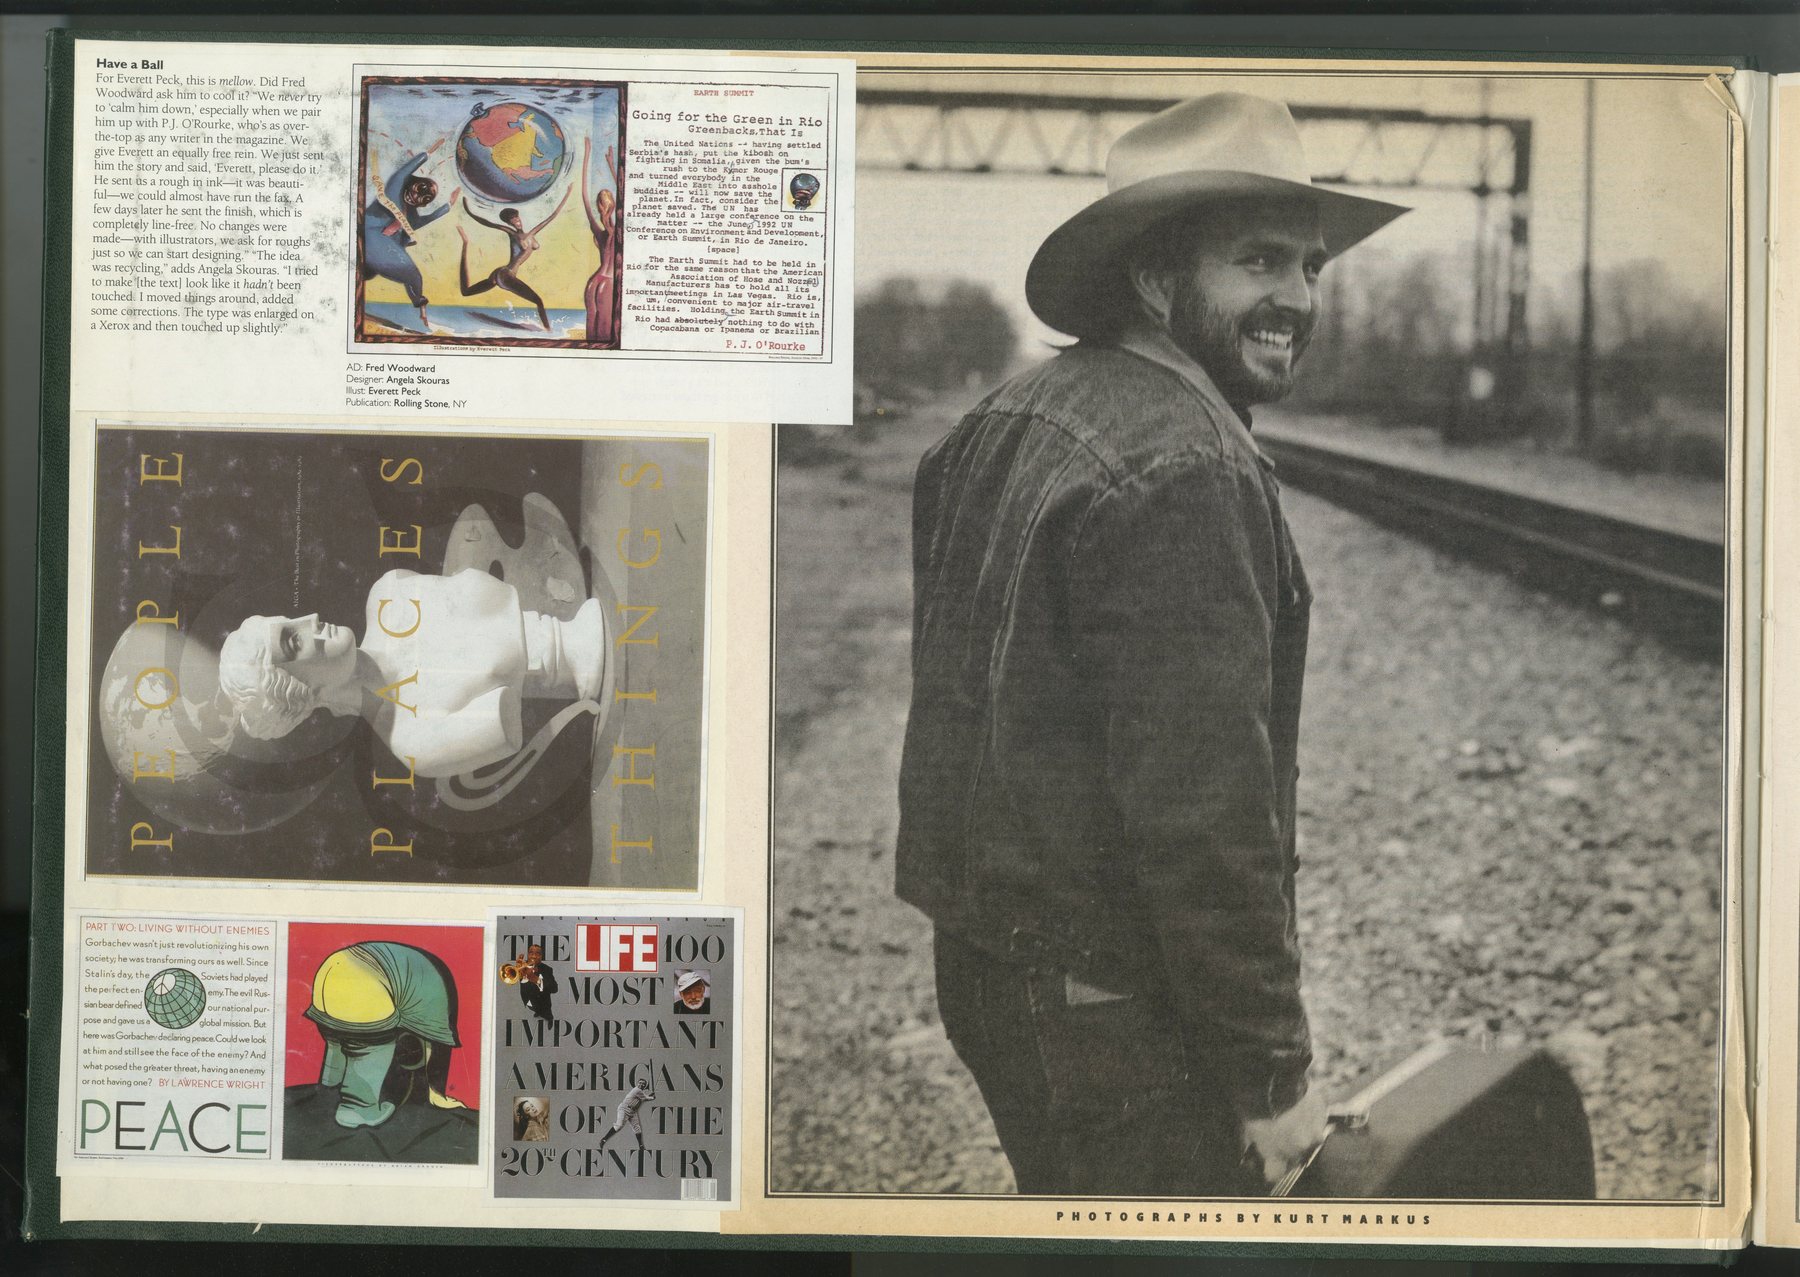 Have a Ball
For Everett Peck, this is mellow. Did Fred
Woodward ask him to cool it? “We never try
to ‘calm him down,’ especially when we pair
him up with P.J. O’Rourke, who’s as over-
the-top as any writer in the magazine. We
give Everett an equally free rein. We just sent
him the story and said, ‘Everett, please do it.’
He sent us a rough in ink—it was beauti-
ful—we could almost have run the fax. A
few days later he sent the finish, which is
completely line-free. No changes were
made—with illustrators, we ask for roughs
just so we can start designing.” “The idea
was recycling,” adds Angela Skouras. “I tried
to make [the text] look like it hadn’t been
touched. I moved things around, added
some corrections. The type was enlarged on
a Xerox and then touched up slightly.”
EARTH SUMMIT
Going for the Green in Rio
Greenbacks,That Is
The United Nations -- having settled
Serbia's hash, put the kibosh on
fighting in Somalia, given the bum's
rush to the Kymor Rouge
and turned everybody in the
Middle East into asshole
buddies -- will now save the
planet. In fact, consider the
planet saved. The UN has
already held a large conference on the
matter -- the June, 1992 UN
Conference on Environment and Development,
or Earth Summit, in Rio de Janeiro.
[space]
The Earth Summit had to be held in
Rio for the same reason that the American
Association of Hose and Nozzel
Manufacturers has to hold all its
important meetings in Las Vegas. Rio is,
um, convenient to major air-travel
facilities. Holding the Earth Summit in
Rio had absolutely nothing to do with
Copacabana or Ipanema or Brazilian
P. J. O'Rourke
Illustrations by Everett Peck
AD: Fred Woodward
Designer: Angela Skouras
Illust: Everett Peck
Publication: Rolling Stone, NY
PEOPLE
PLACES
THINGS
PART TWO: LIVING WITHOUT ENEMIES
Gorbachev wasn't just revolutionizing his own
society; he was transforming ours as well. Since
Stalin's day, the Soviets had played
the perfect en- emy. The evil Rus-
sian bear defined our national pur-
pose and gave us a global mission. But
here was Gorbachev declaring peace. Could we look
at him and still see the face of the enemy? And
what posed the greater threat, having an enemy
or not having one? BY LAWRENCE WRIGHT
PEACE
SPECIAL ISSUE
THE LIFE 100
MOST
IMPORTANT
AMERICANS
OF THE
20TH CENTURY
PHOTOGRAPHS BY KURT MARKUS